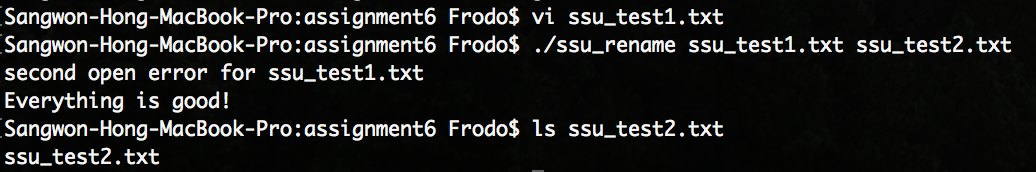 Sangwon-Hong-MacBook-Pro:assignment6 Frodo$ vi ssu_test1.txt
Sangwon-Hong-MacBook-Pro:assignment6 Frodo$ ./ssu_rename ssu_test1.txt ssu_test2.txt
second open error for ssu_test1.txt
Everything is good!
Sangwon-Hong-MacBook-Pro:assignment6 Frodo$ ls ssu_test2.txt
ssu_test2.txt